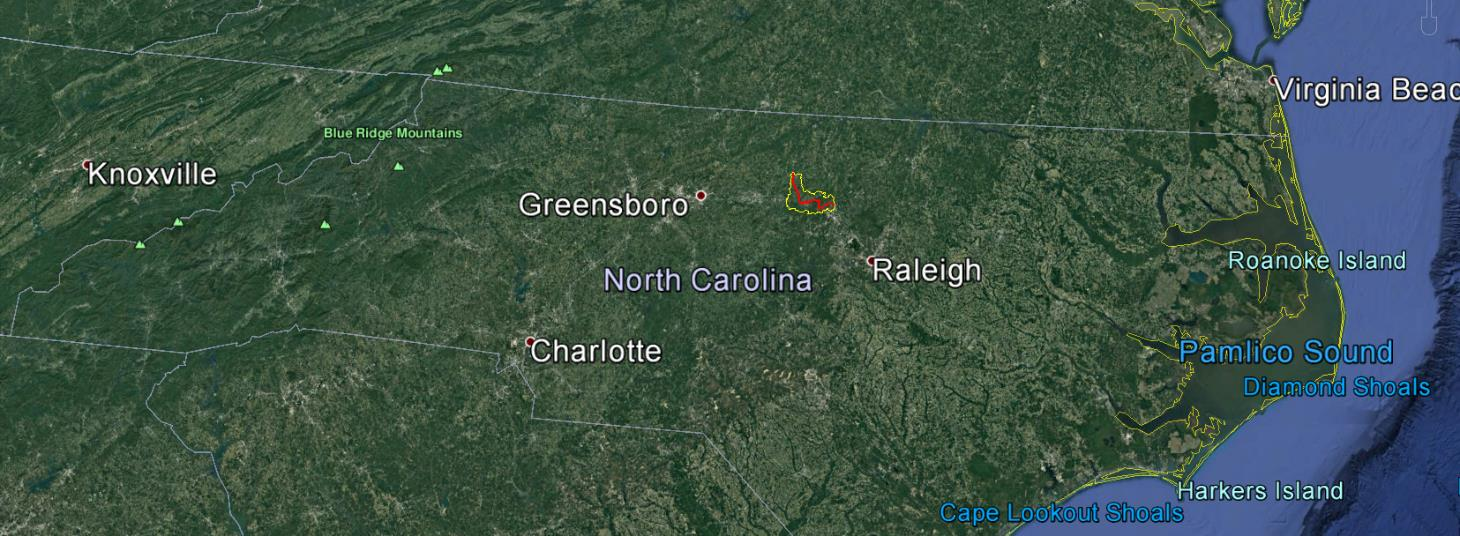 Virginia Beac
Blue Ridge Mountains
Knoxville
Greensboro
Roanoke Island
Raleigh
North Carolina
Charlotte
Pamlico Sound
Diamond Shoals
Harkers Island
Cape Lookout Shoals